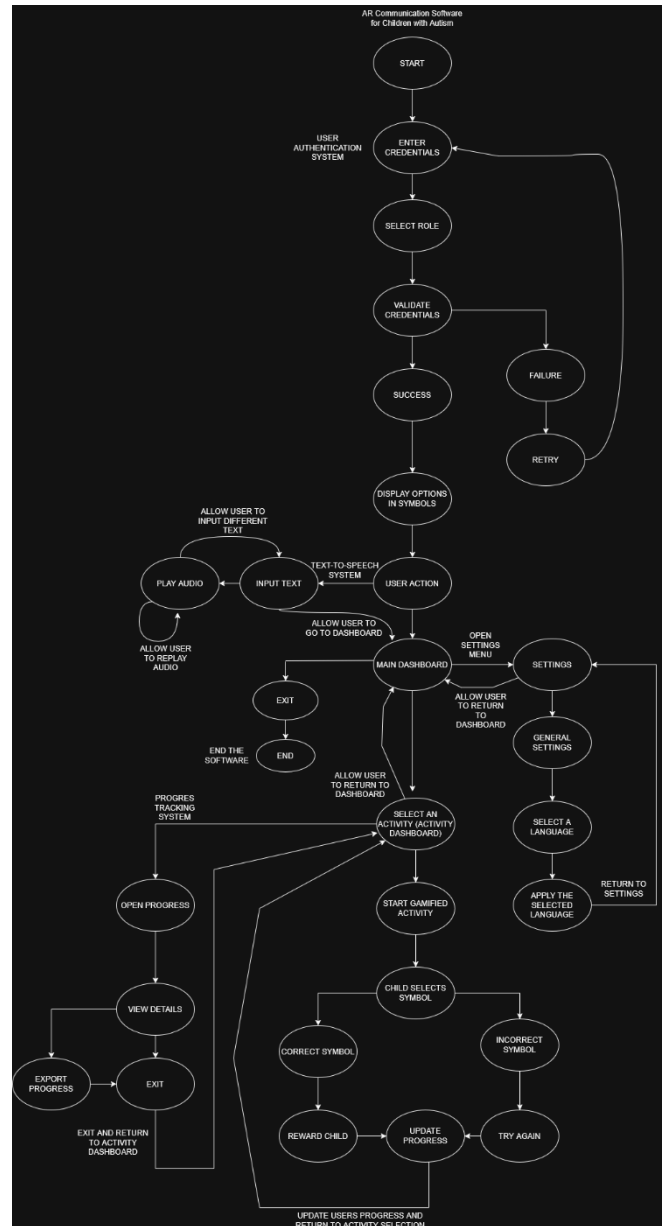 AR Communication Software
for Children with Autism
START
USER
AUTHENTICATION
SYSTEM
ENTER
CREDENTIALS
SELECT ROLE
VALIDATE
CREDENTIALS
FAILURE
SUCCESS
RETRY
DISPLAY OPTIONS
IN SYMBOLS
ALLOW USER TO
INPUT DIFFERENT
TEXT
TEXT-TO-SPEECH
SYSTEM
PLAY AUDIO
INPUT TEXT
USER ACTION
ALLOW USER
TO REPLAY
AUDIO
ALLOW USER TO
GO TO DASHBOARD
OPEN
SETTINGS
MENU
MAIN DASHBOARD
SETTINGS
ALLOW USER
TO RETURN
TO
DASHBOARD
EXIT
GENERAL
SETTINGS
END THE
SOFTWARE
END
ALLOW USER
TO RETURN TO
DASHBOARD
PROGRES
TRACKING
SYSTEM
SELECT AN
ACTIVITY (ACTIVITY
DASHBOARD)
SELECT A
LANGUAGE
RETURN TO
SETTINGS
OPEN PROGRESS
START GAMIFIED
ACTIVITY
APPLY THE
SELECTED
LANGUAGE
CHILD SELECTS
SYMBOL
VIEW DETAILS
CORRECT SYMBOL
INCORRECT
SYMBOL
EXPORT
PROGRESS
EXIT
EXIT AND RETURN
TO ACTIVITY
DASHBOARD
REWARD CHILD
UPDATE
PROGRESS
TRY AGAIN
UPDATE USERS PROGRESS AND
RETURN TO ACTIVITY SELECTION